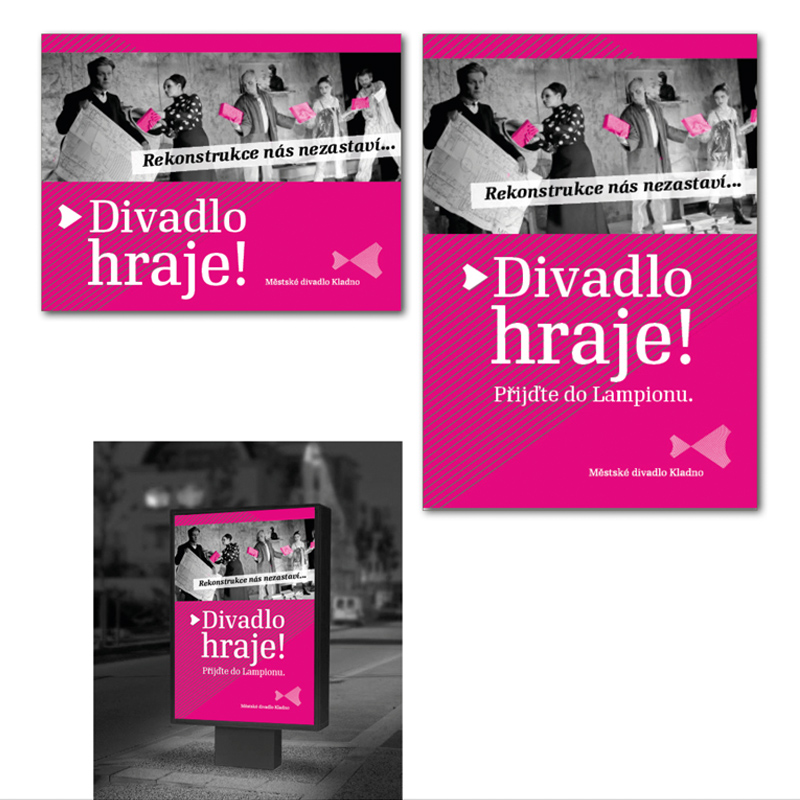 Rekonstrukce nás nezastaví...
Divadlo
hraje!
Městské divadlo Kladno
Rekonstrukce nás nezastaví...
Divadlo
hraje!
Přijďte do Lampionu.
Městské divadlo Kladno
Rekonstrukce nás nezastaví...
Divadlo
hraje!
Přijďte do Lampionu.
Městské divadlo Kladno